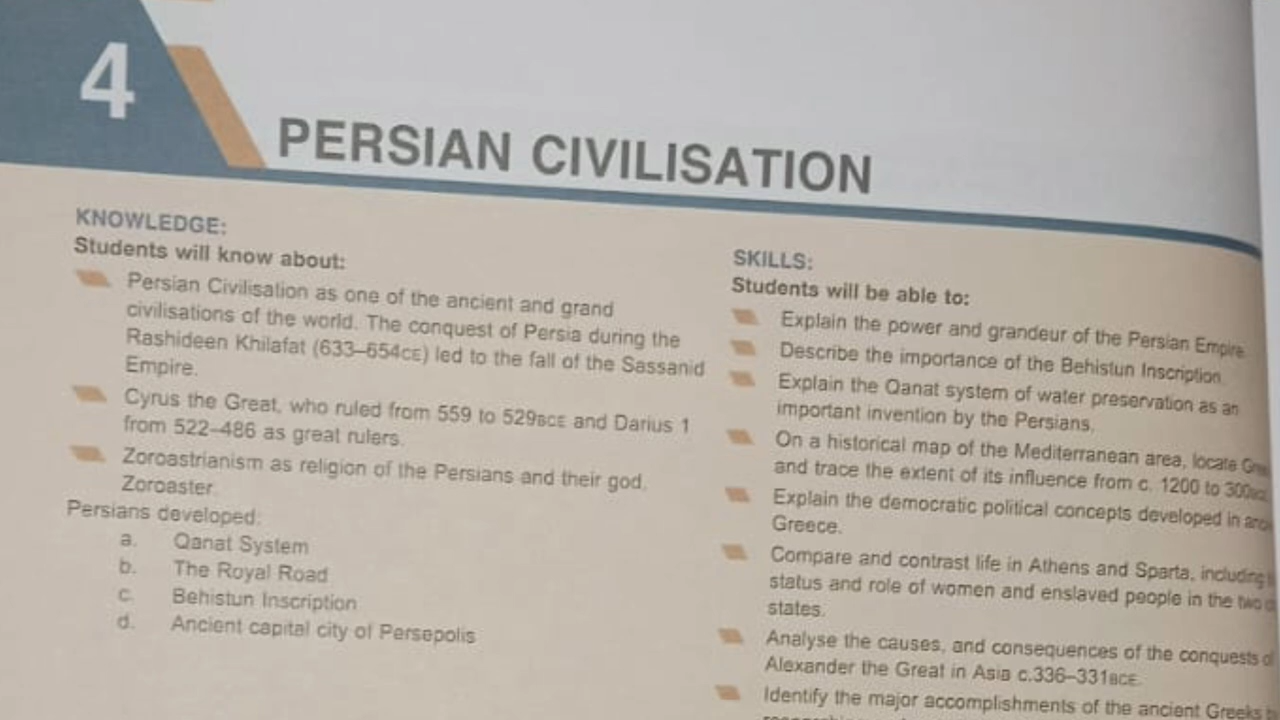 4
PERSIAN CIVILISATION
KNOWLEDGE:
Students will know about:
Persian Civilisation as one of the ancient and grand
civilisations of the world. The conquest of Persia during the
Rashideen Khilafat (633–654CE) led to the fall of the Sassanid
Empire.
Cyrus the Great, who ruled from 559 to 529BCE and Darius 1
from 522–486 as great rulers.
Zoroastrianism as religion of the Persians and their god,
Zoroaster.
Persians developed:
a. Qanat System
b. The Royal Road
c. Behistun Inscription
d. Ancient capital city of Persepolis
SKILLS:
Students will be able to:
Explain the power and grandeur of the Persian Empire.
Describe the importance of the Behistun Inscription.
Explain the Qanat system of water preservation as an
important invention by the Persians.
On a historical map of the Mediterranean area, locate
and trace the extent of its influence from c. 1200 to 300
Explain the democratic political concepts developed in
Greece.
Compare and contrast life in Athens and Sparta, including
status and role of women and enslaved people in the two
states.
Analyse the causes, and consequences of the conquests of
Alexander the Great in Asia c.336–331BCE.
Identify the major accomplishments of the ancient Greeks